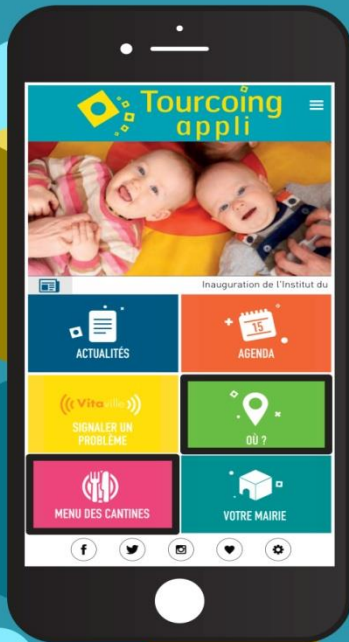 Tourcoing
appli
Inauguration de l'Institut du
ACTUALITÉS
15
AGENDA
((( Vitaville )))
SIGNALER UN
PROBLÈME
OÙ ?
MENU DES CANTINES
VOTRE MAIRIE